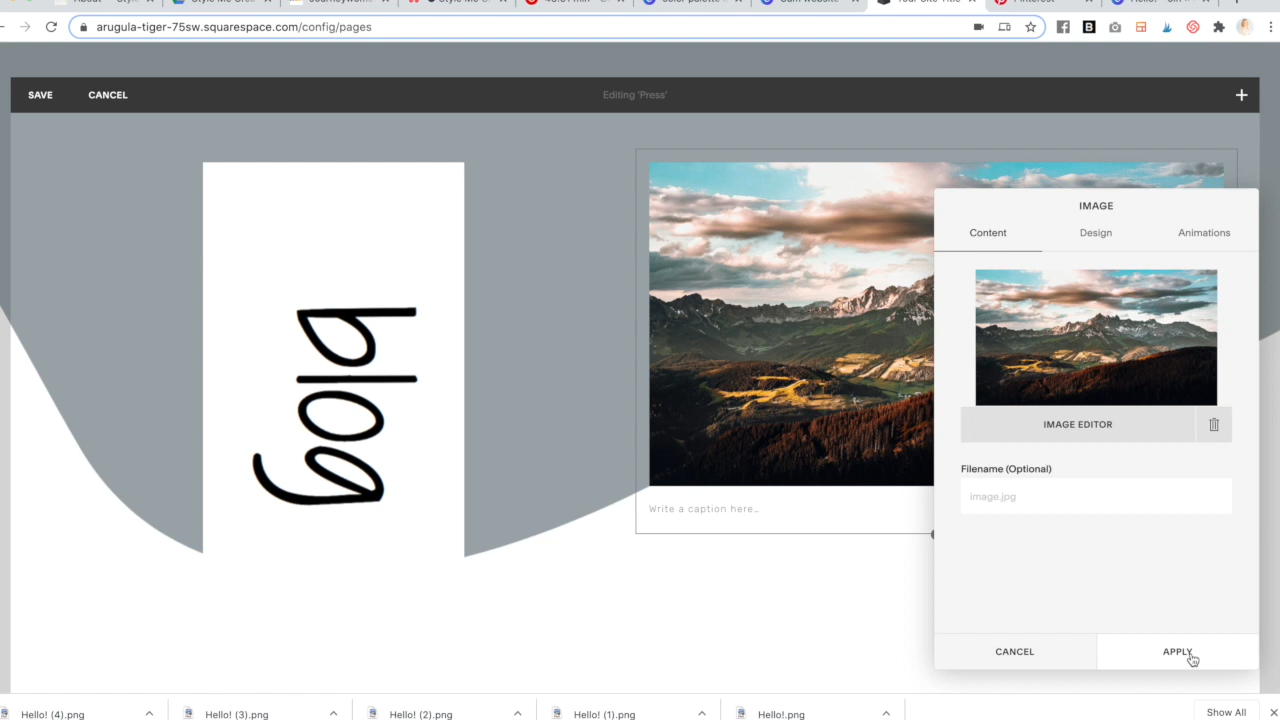 arugula-tiger-75sw.squarespace.com/config/pages
SAVE CANCEL Editing 'Press' +
blog
Write a caption here...
IMAGE
Content Design Animations
IMAGE EDITOR
Filename (Optional)
image.jpg
CANCEL APPLY
Hello! (4).png Hello! (3).png Hello! (2).png Hello! (1).png Hello!.png Show All